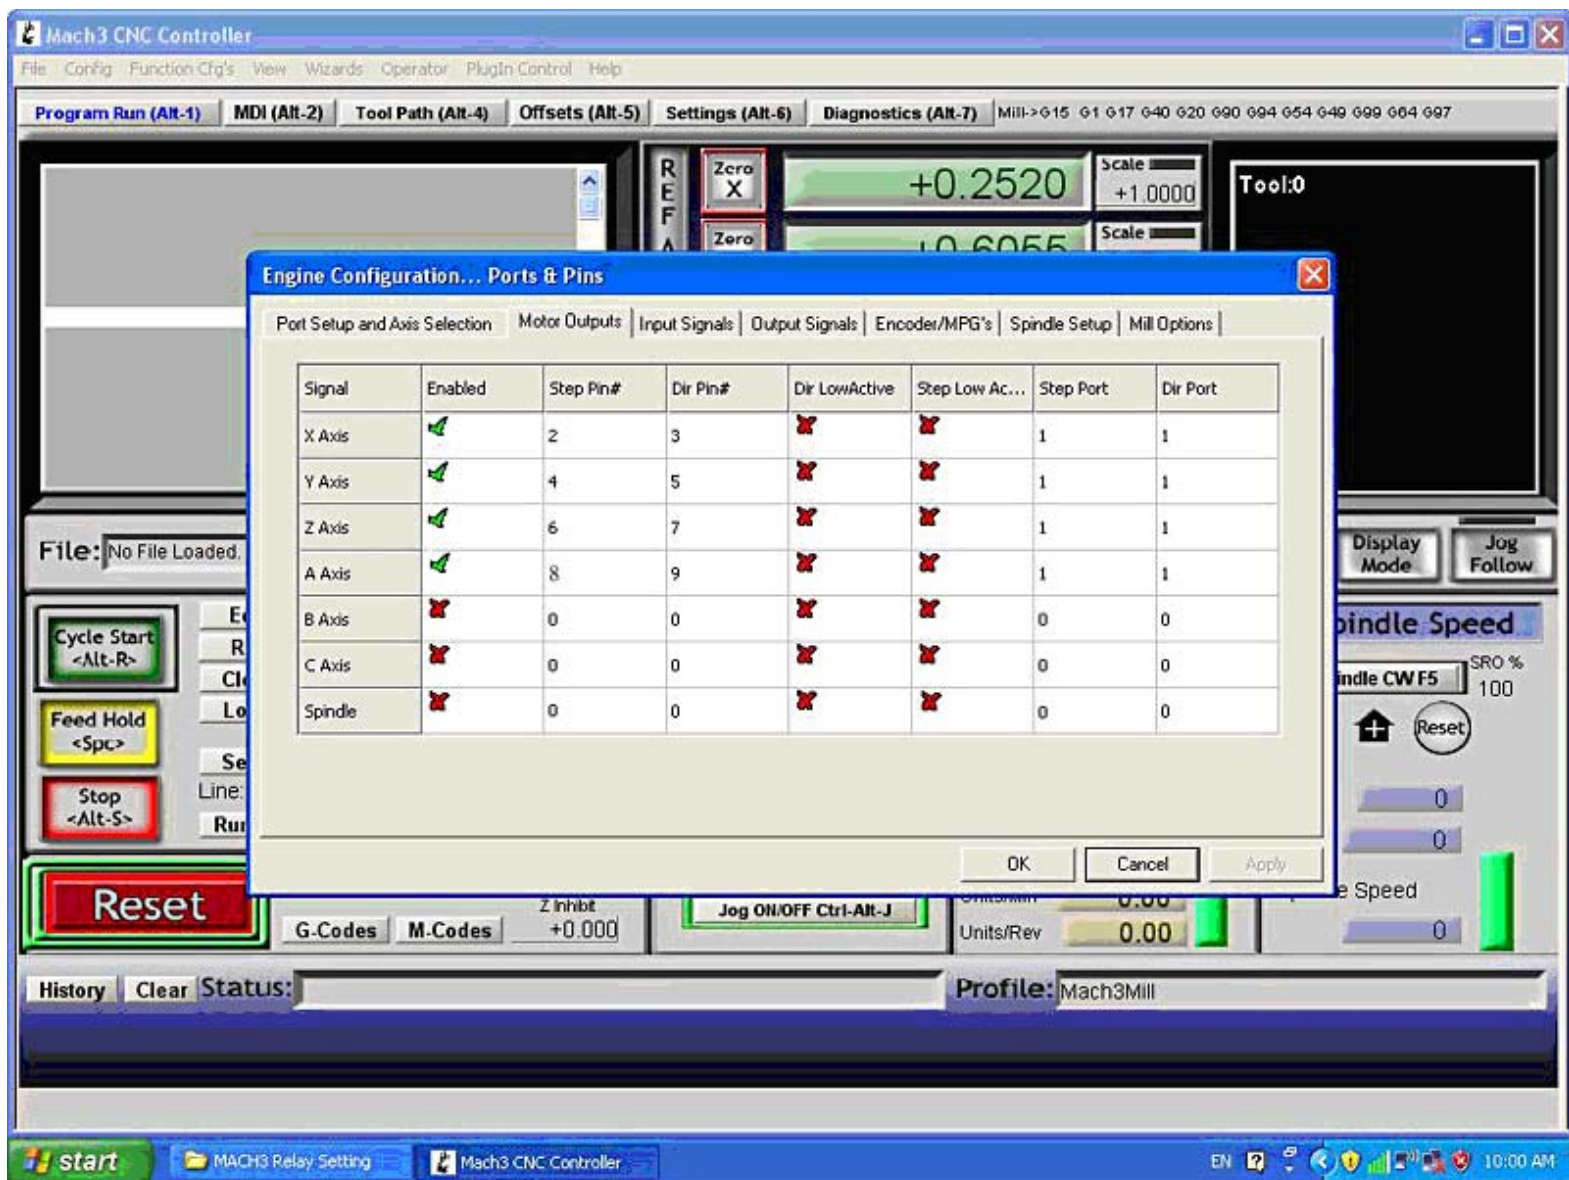 Mach3 CNC Controller
File Config Function Cfg's View Wizards Operator PlugIn Control Help
Program Run (Alt-1) MDI (Alt-2) Tool Path (Alt-4) Offsets (Alt-5) Settings (Alt-6) Diagnostics (Alt-7) Mill->G15 G1 G17 G40 G20 G90 G94 G54 G49 G99 G64 G97
REF
Zero X +0.2520 Scale +1.0000
Tool:0
Zero +0.6055 Scale
Engine Configuration... Ports & Pins
Port Setup and Axis Selection Motor Outputs Input Signals Output Signals Encoder/MPG's Spindle Setup Mill Options
Signal Enabled Step Pin# Dir Pin# Dir LowActive Step Low Ac... Step Port Dir Port
X Axis 2 3 1 1
Y Axis 4 5 1 1
Z Axis 6 7 1 1
A Axis 8 9 1 1
B Axis 0 0 0 0
C Axis 0 0 0 0
Spindle 0 0 0 0
OK Cancel Apply
File: No File Loaded.
Display Mode
Jog Follow
Cycle Start
<Alt-R>
Feed Hold
<Spc>
Stop
<Alt-S>
Line:
pindle Speed
indle CW F5
SRO %
100
Reset
0
0
e Speed
0
Reset
G-Codes M-Codes
Z Inhibit
+0.000
Jog ON/OFF Ctrl-Alt-J
Units/Min 0.00
Units/Rev 0.00
History Clear Status:
Profile: Mach3Mill
start MACH3 Relay Setting Mach3 CNC Controller EN 10:00 AM